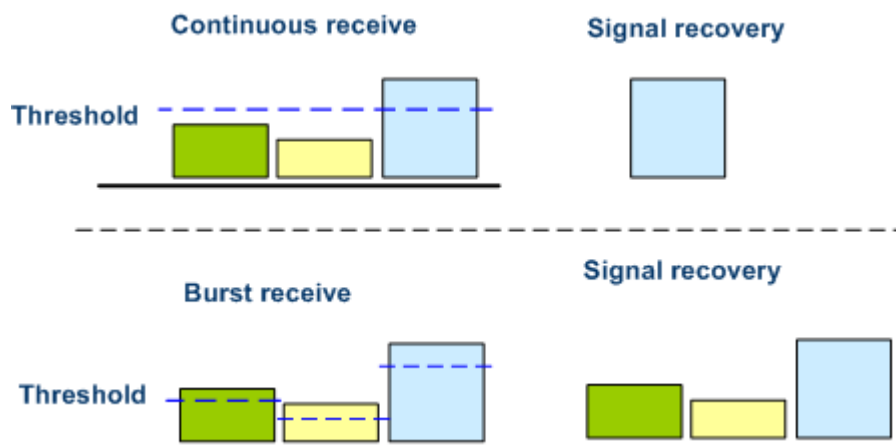 Continuous receive
Signal recovery
Threshold
Signal recovery
Burst receive
Threshold